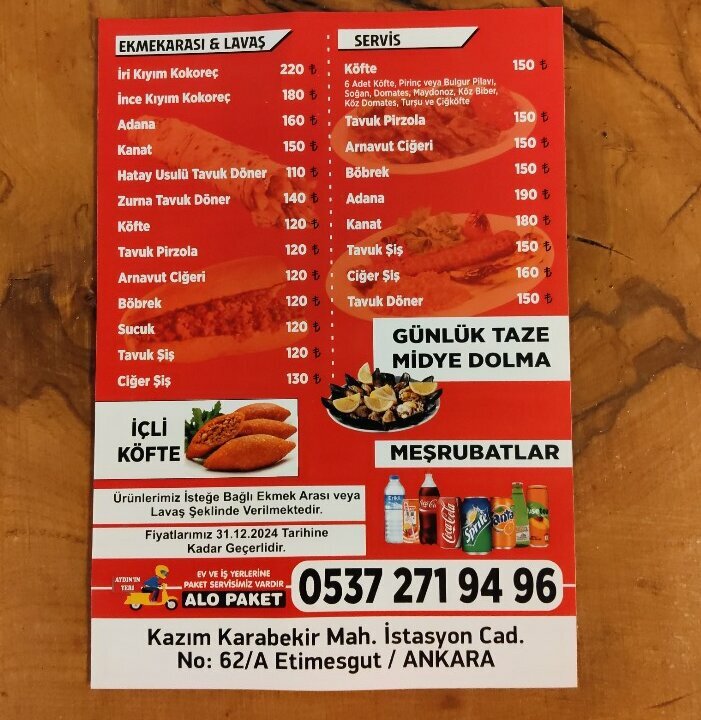 EKMEKARASI & LAVAŞ
İri Kıyım Kokoreç 220 ₺
İnce Kıyım Kokoreç 180 ₺
Adana 160 ₺
Kanat 150 ₺
Hatay Usulü Tavuk Döner 110 ₺
Zurna Tavuk Döner 140 ₺
Köfte 120 ₺
Tavuk Pirzola 120 ₺
Arnavut Ciğeri 120 ₺
Böbrek 120 ₺
Sucuk 120 ₺
Tavuk Şiş 120 ₺
Ciğer Şiş 130 ₺
SERVİS
Köfte 150 ₺
6 Adet Köfte, Pirinç veya Bulgur Pilavı,
Soğan, Domates, Maydonoz, Köz Biber,
Köz Domates, Turşu ve Çiğköfte
Tavuk Pirzola 150 ₺
Arnavut Ciğeri 150 ₺
Böbrek 150 ₺
Adana 190 ₺
Kanat 180 ₺
Tavuk Şiş 150 ₺
Ciğer Şiş 160 ₺
Tavuk Döner 150 ₺
GÜNLÜK TAZE
MİDYE DOLMA
İÇLİ
KÖFTE
MEŞRUBATLAR
Coca-Cola
Sprite
Ürünlerimiz İsteğe Bağlı Ekmek Arası veya
Lavaş Şeklinde Verilmektedir.
Fiyatlarımız 31.12.2024 Tarihine
Kadar Geçerlidir.
AYDIN'IN
YERİ
EV VE İŞ YERLERİNE
PAKET SERVİSİMİZ VARDIR
ALO PAKET
0537 271 94 96
Kazım Karabekir Mah. İstasyon Cad.
No: 62/A Etimesgut / ANKARA